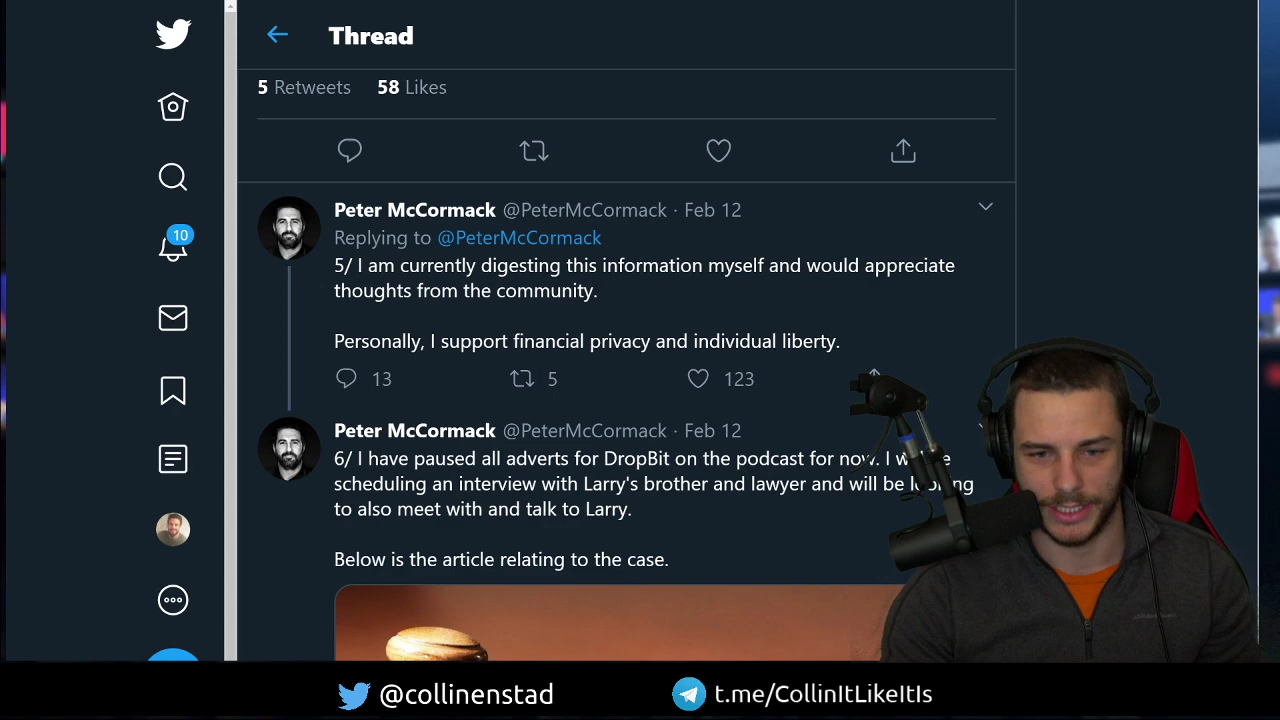 Thread
5 Retweets 58 Likes
Peter McCormack @PeterMcCormack · Feb 12
Replying to @PeterMcCormack
5/ I am currently digesting this information myself and would appreciate
thoughts from the community.
Personally, I support financial privacy and individual liberty.
13 5 123
10
Peter McCormack @PeterMcCormack · Feb 12
6/ I have paused all adverts for DropBit on the podcast for now. I
scheduling an interview with Larry's brother and lawyer and will be looking
to also meet with and talk to Larry.
Below is the article relating to the case.
@collinenstad
t.me/CollinItLikeItIs